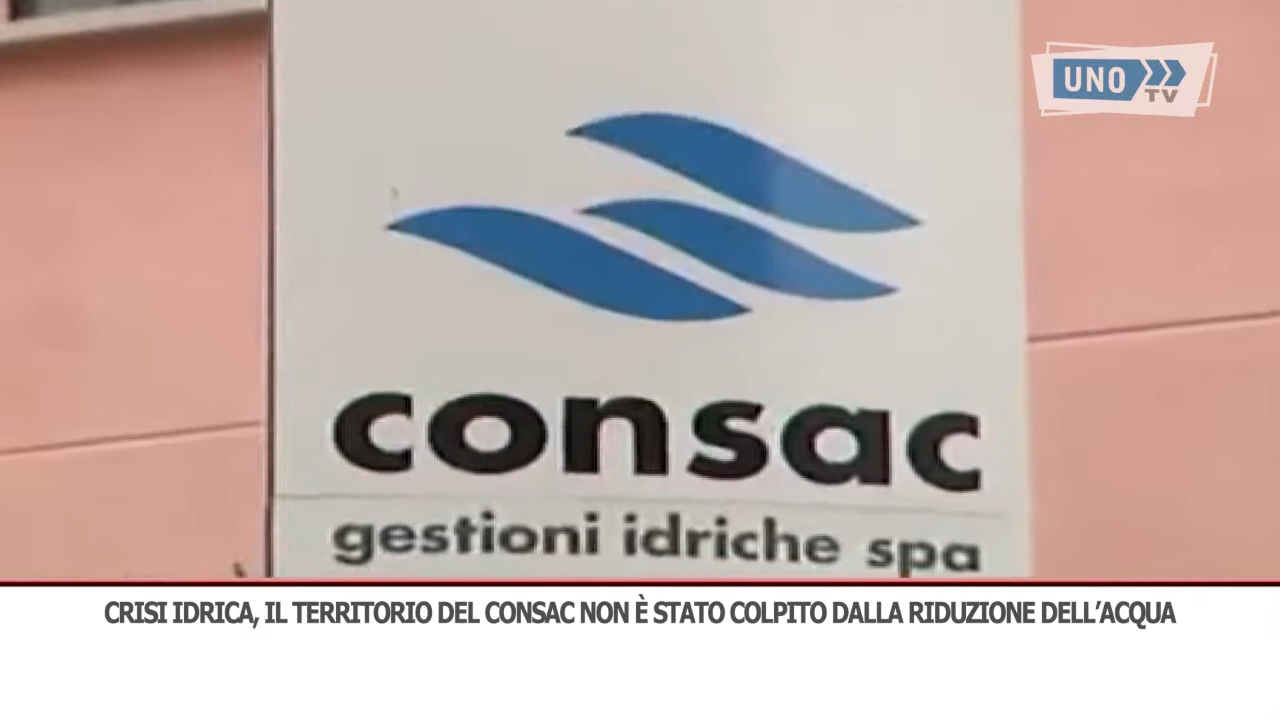 UNO
TV
consac
gestioni idriche spa
CRISI IDRICA, IL TERRITORIO DEL CONSAC NON È STATO COLPITO DALLA RIDUZIONE DELL'ACQUA